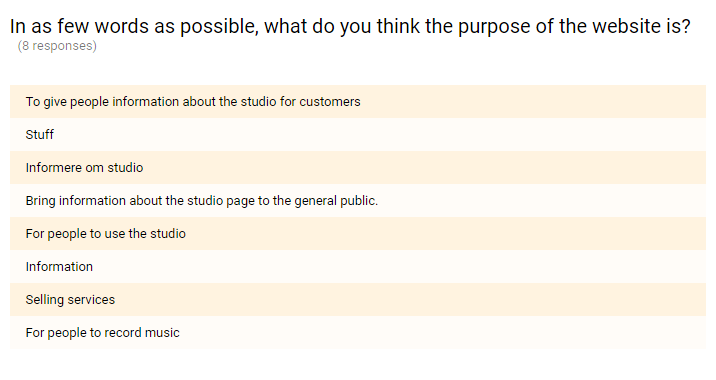 In as few words as possible, what do you think the purpose of the website is?
(8 responses)
To give people information about the studio for customers
Stuff
Informere om studio
Bring information about the studio page to the general public.
For people to use the studio
Information
Selling services
For people to record music